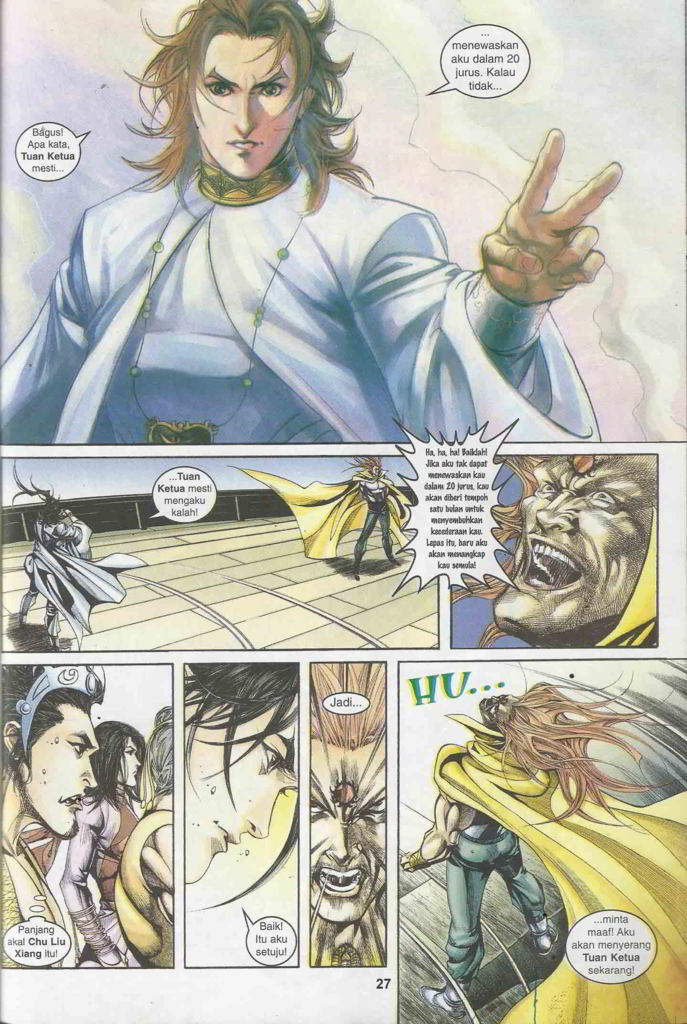 Bagus!
Apa kata,
Tuan Ketua
mesti...
...
menewaskan
aku dalam 20
jurus. Kalau
tidak...
...Tuan
Ketua mesti
mengaku
kalah!
Ha, ha, ha! Baiklah!
Jika aku tak dapat
menewaskan kau
dalam 20 jurus, kau
akan diberi tempoh
satu bulan untuk
menyembuhkan
kecederaan kau.
Lepas itu, baru aku
akan menangkap
kau semula!
Panjang
akal Chu Liu
Xiang itu!
Baik!
Itu aku
setuju!
Jadi...
HU...
...minta
maaf! Aku
akan menyerang
Tuan Ketua
sekarang!
27